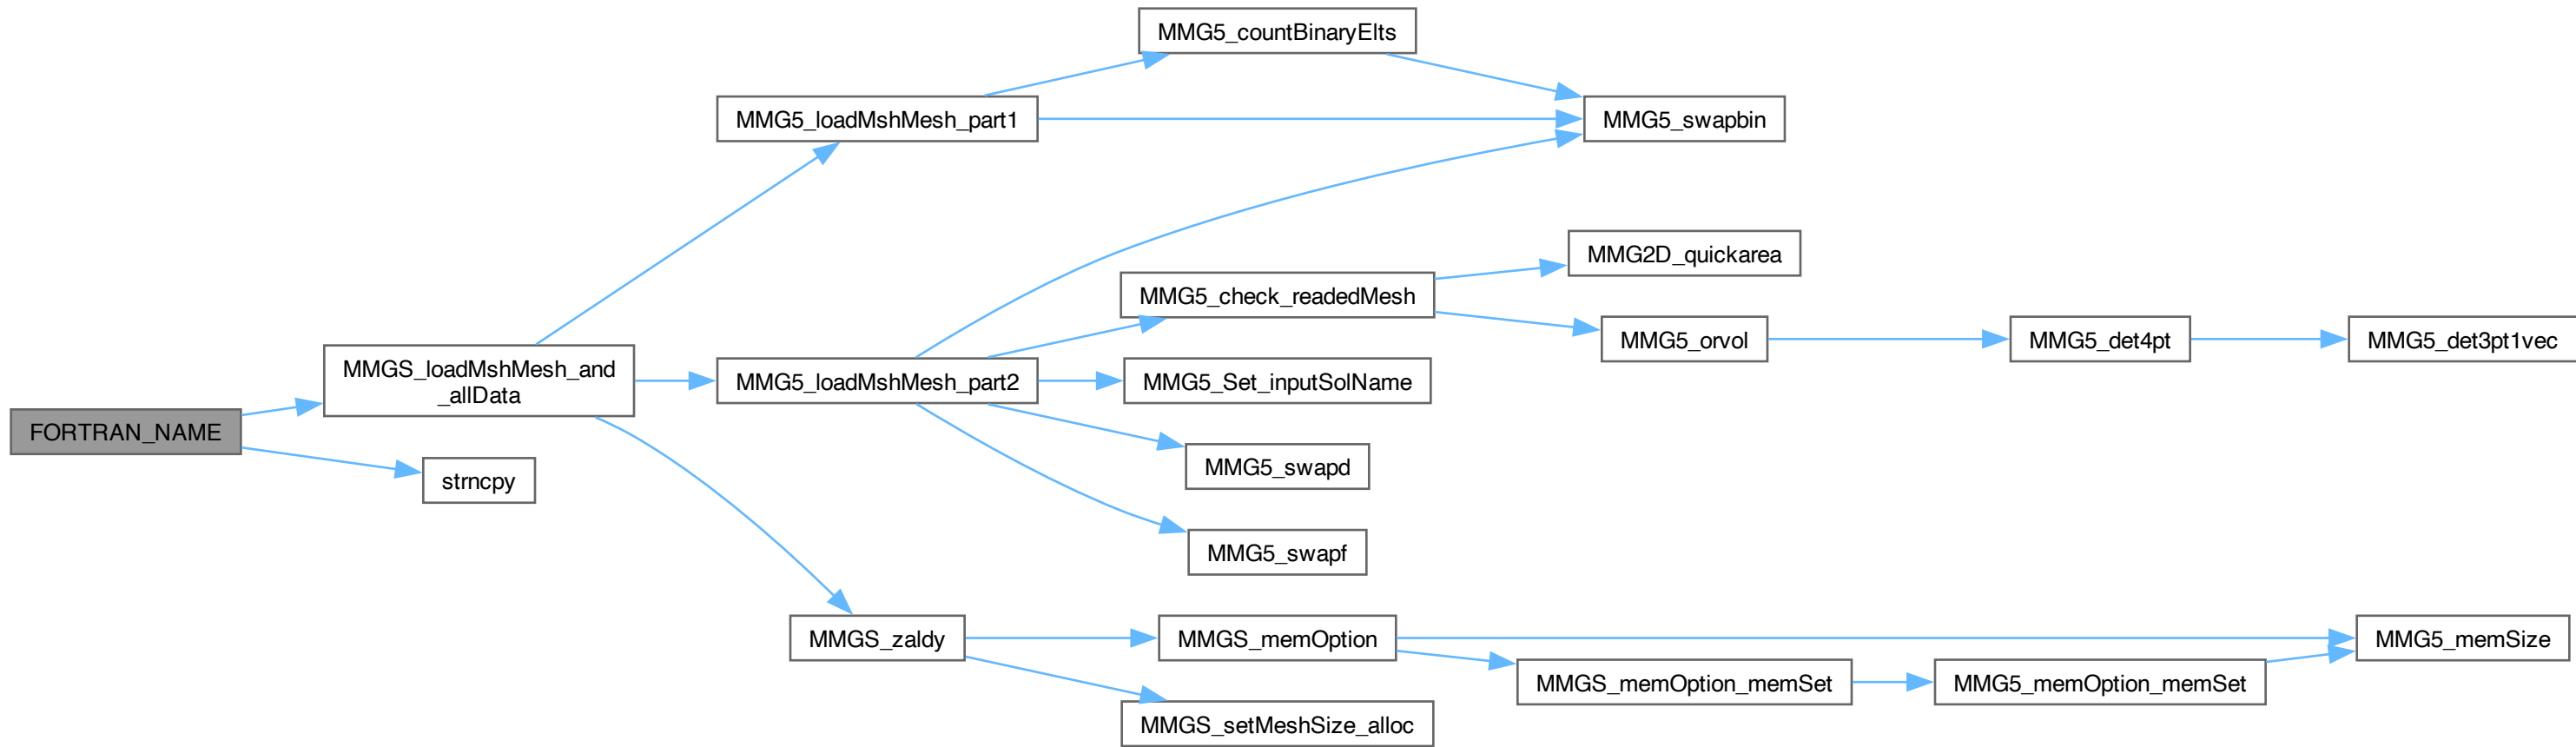 MMG5_countBinaryElts
MMG5_loadMshMesh_part1
MMG5_swapbin
MMG2D_quickarea
MMG5_check_readedMesh
MMG5_orvol
MMG5_det4pt
MMG5_det3pt1vec
MMGS_loadMshMesh_and
_allData
MMG5_loadMshMesh_part2
MMG5_Set_inputSolName
FORTRAN_NAME
MMG5_swapd
strncpy
MMG5_swapf
MMGS_zaldy
MMGS_memOption
MMG5_memSize
MMGS_memOption_memSet
MMG5_memOption_memSet
MMGS_setMeshSize_alloc